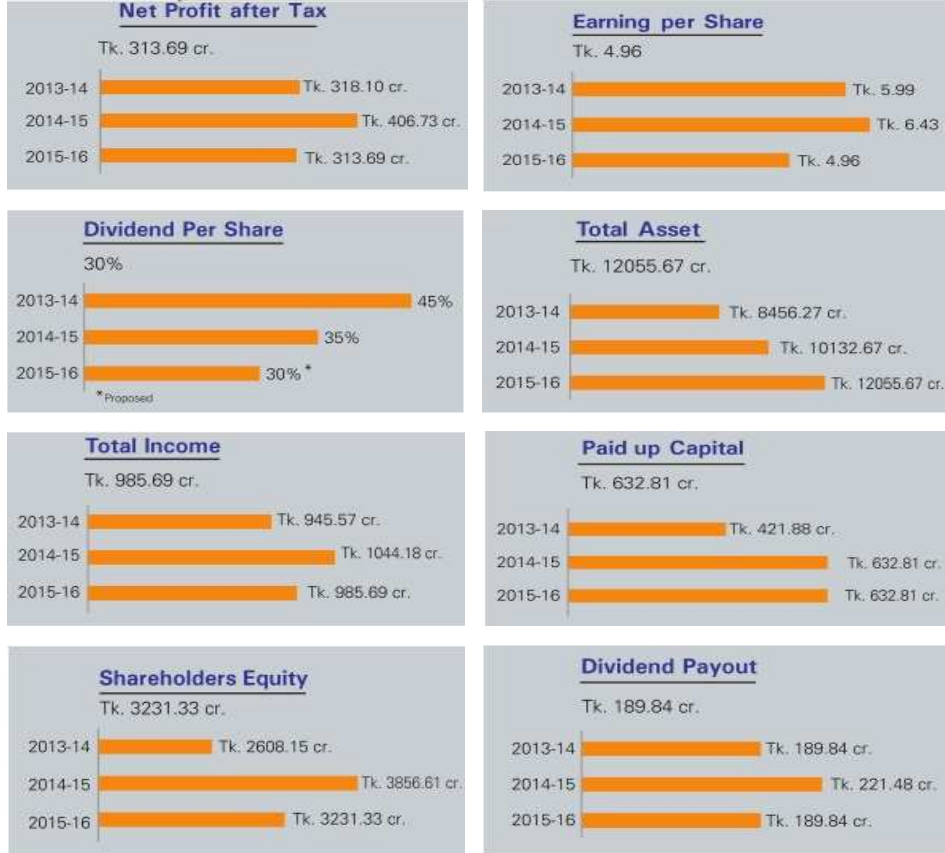 Net Profit after Tax
Tk. 313.69 cr.
2013-14 Tk. 318.10 cr.
2014-15 Tk. 406.73 cr.
2015-16 Tk. 313.69 cr.
Earning per Share
Tk. 4.96
2013-14 Tk. 5.99
2014-15 Tk. 6.43
2015-16 Tk. 4.96
Dividend Per Share
30%
2013-14 45%
2014-15 35%
2015-16 30% *
*Proposed
Total Asset
Tk. 12055.67 cr.
2013-14 Tk. 8456.27 cr.
2014-15 Tk. 10132.67 cr.
2015-16 Tk. 12055.67 cr.
Total Income
Tk. 985.69 cr.
2013-14 Tk. 945.57 cr.
2014-15 Tk. 1044.18 cr.
2015-16 Tk. 985.69 cr.
Paid up Capital
Tk. 632.81 cr.
2013-14 Tk. 421.88 cr.
2014-15 Tk. 632.81 cr.
2015-16 Tk. 632.81 cr.
Shareholders Equity
Tk. 3231.33 cr.
2013-14 Tk. 2608.15 cr.
2014-15 Tk. 3856.61 cr.
2015-16 Tk. 3231.33 cr.
Dividend Payout
Tk. 189.84 cr.
2013-14 Tk. 189.84 cr.
2014-15 Tk. 221.48 cr.
2015-16 Tk. 189.84 cr.